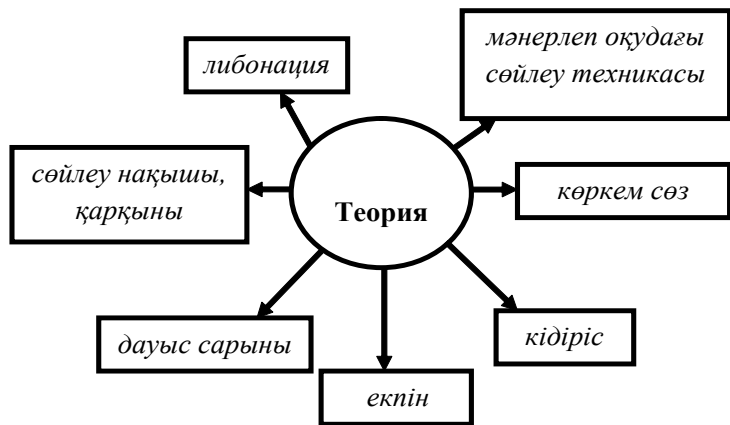 либонация
мәнерлеп оқудағы
сөйлеу техникасы
сөйлеу нақышы,
қарқыны
Теория
көркем сөз
дауыс сарыны
екпін
кідіріс